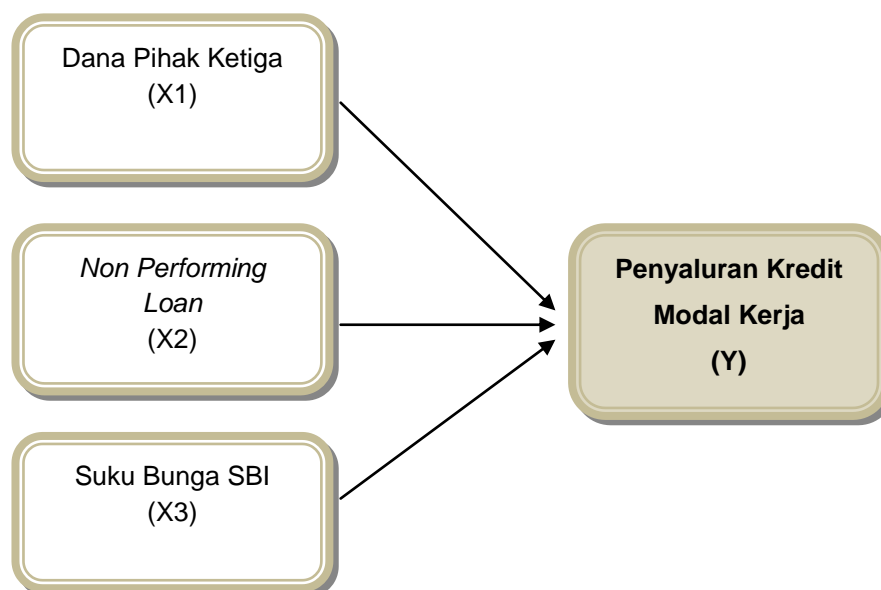 Dana Pihak Ketiga
(X1)
Non Performing
Loan
(X2)
Suku Bunga SBI
(X3)
Penyaluran Kredit
Modal Kerja
(Y)